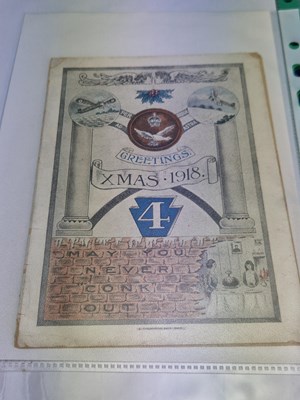 GREETINGS
XMAS · 1918.
4
MAY YOU
NEVER
CONK
OUT